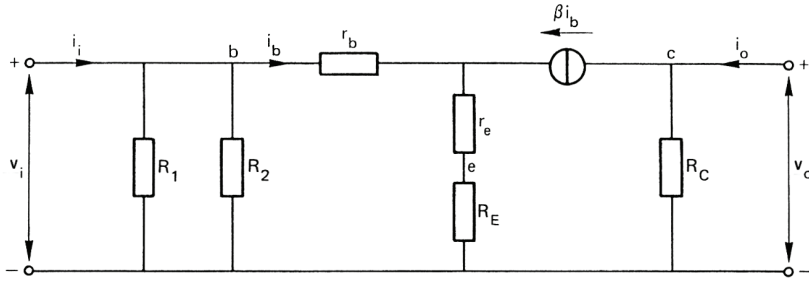 βi_b
i_i
b
i_b
r_b
c
i_o
+
+
v_i
R_1
R_2
r_e
e
R_E
R_C
v_o
−
−